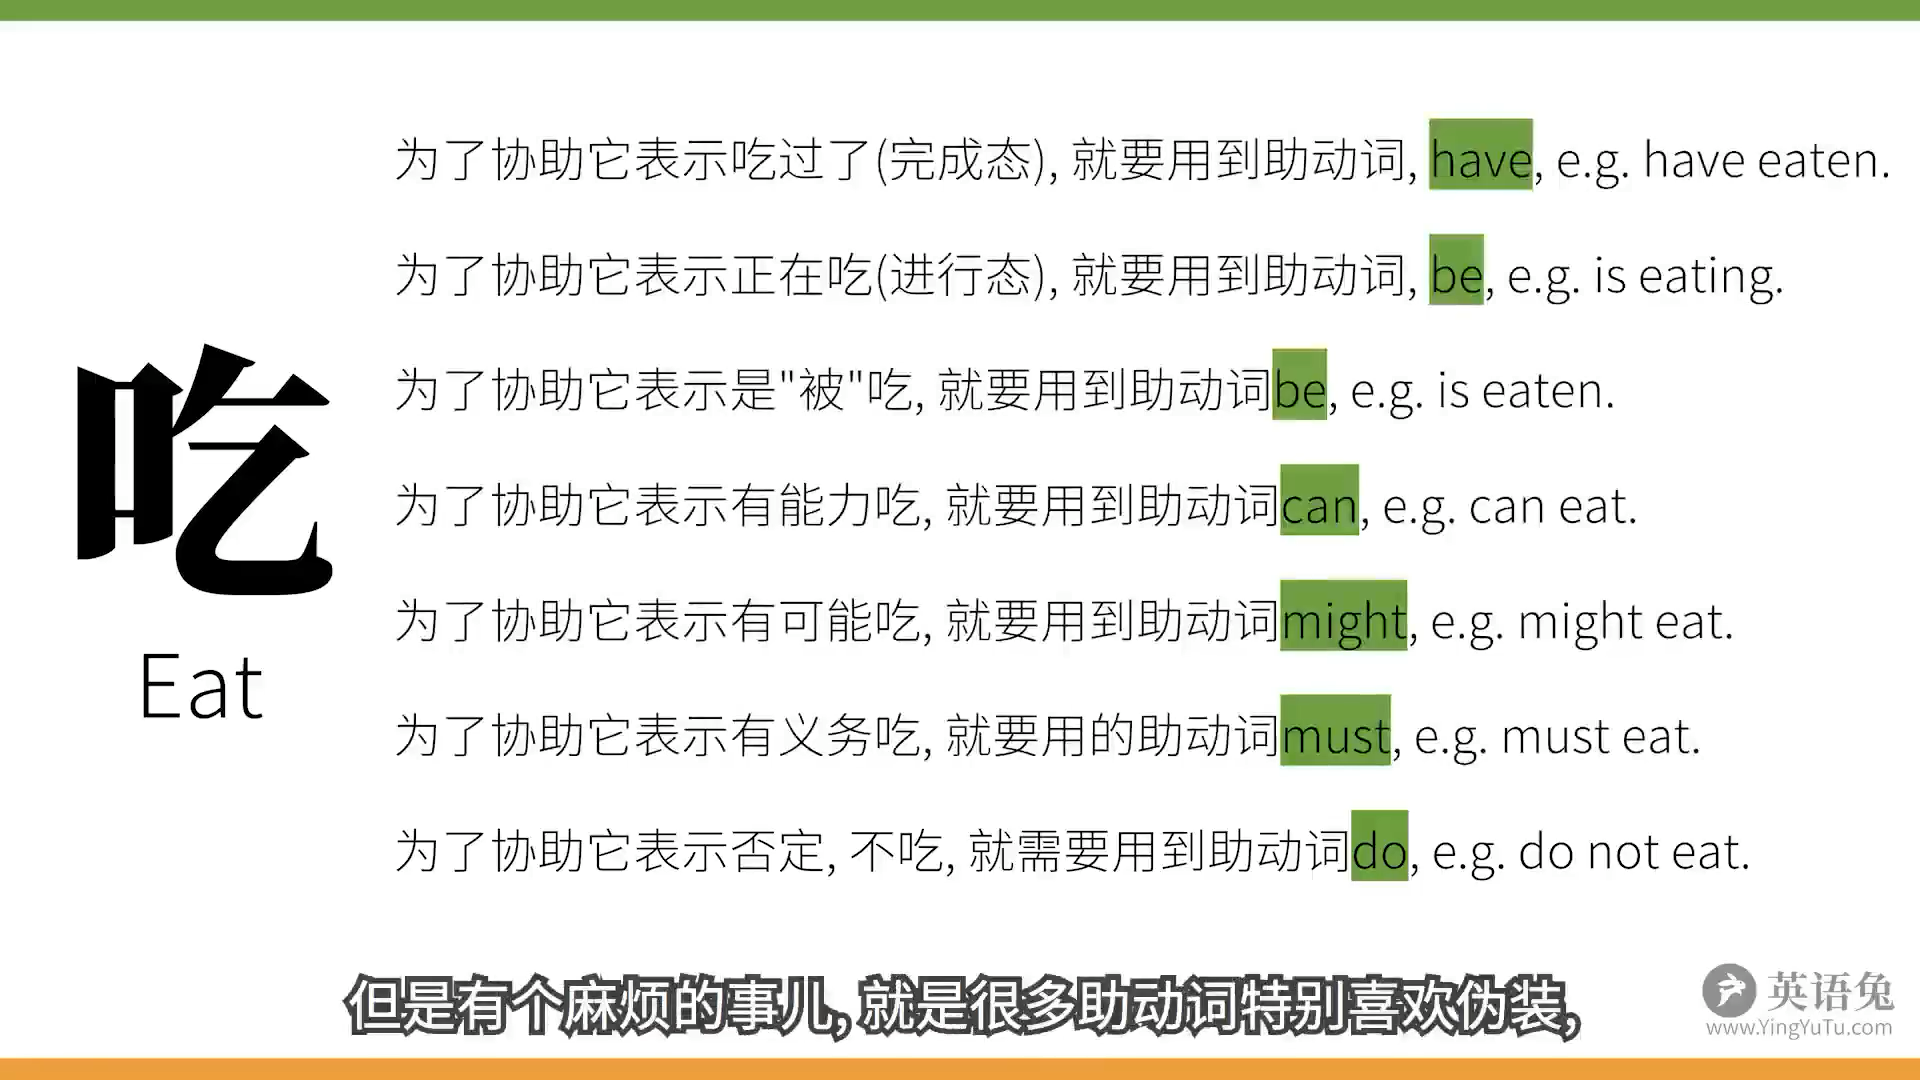 为了协助它表示吃过了(完成态), 就要用到助动词, have, e.g. have eaten.
为了协助它表示正在吃(进行态), 就要用到助动词, be, e.g. is eating.
为了协助它表示是"被"吃, 就要用到助动词be, e.g. is eaten.
为了协助它表示有能力吃, 就要用到助动词can, e.g. can eat.
为了协助它表示有可能吃, 就要用到助动词might, e.g. might eat.
为了协助它表示有义务吃, 就要用的助动词must, e.g. must eat.
为了协助它表示否定, 不吃, 就需要用到助动词do, e.g. do not eat.
吃
Eat
但是有个麻烦的事儿, 就是很多助动词特别喜欢伪装,
英语兔
www.YingYuTu.com